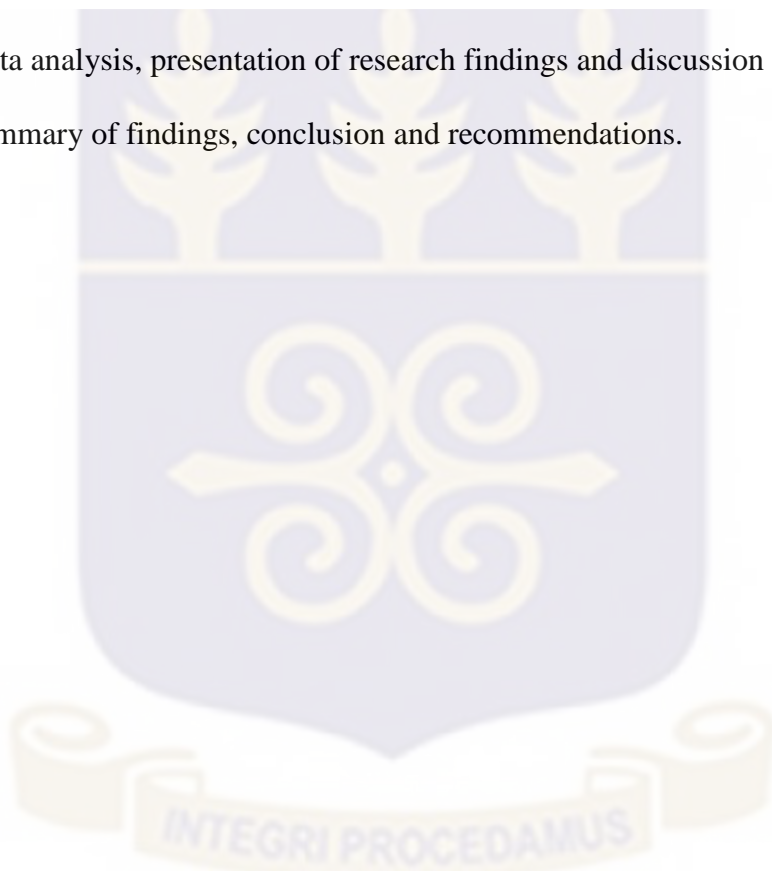 ta analysis, presentation of research findings and discussion
mmary of findings, conclusion and recommendations.
INTEGRI PROCEDAMUS